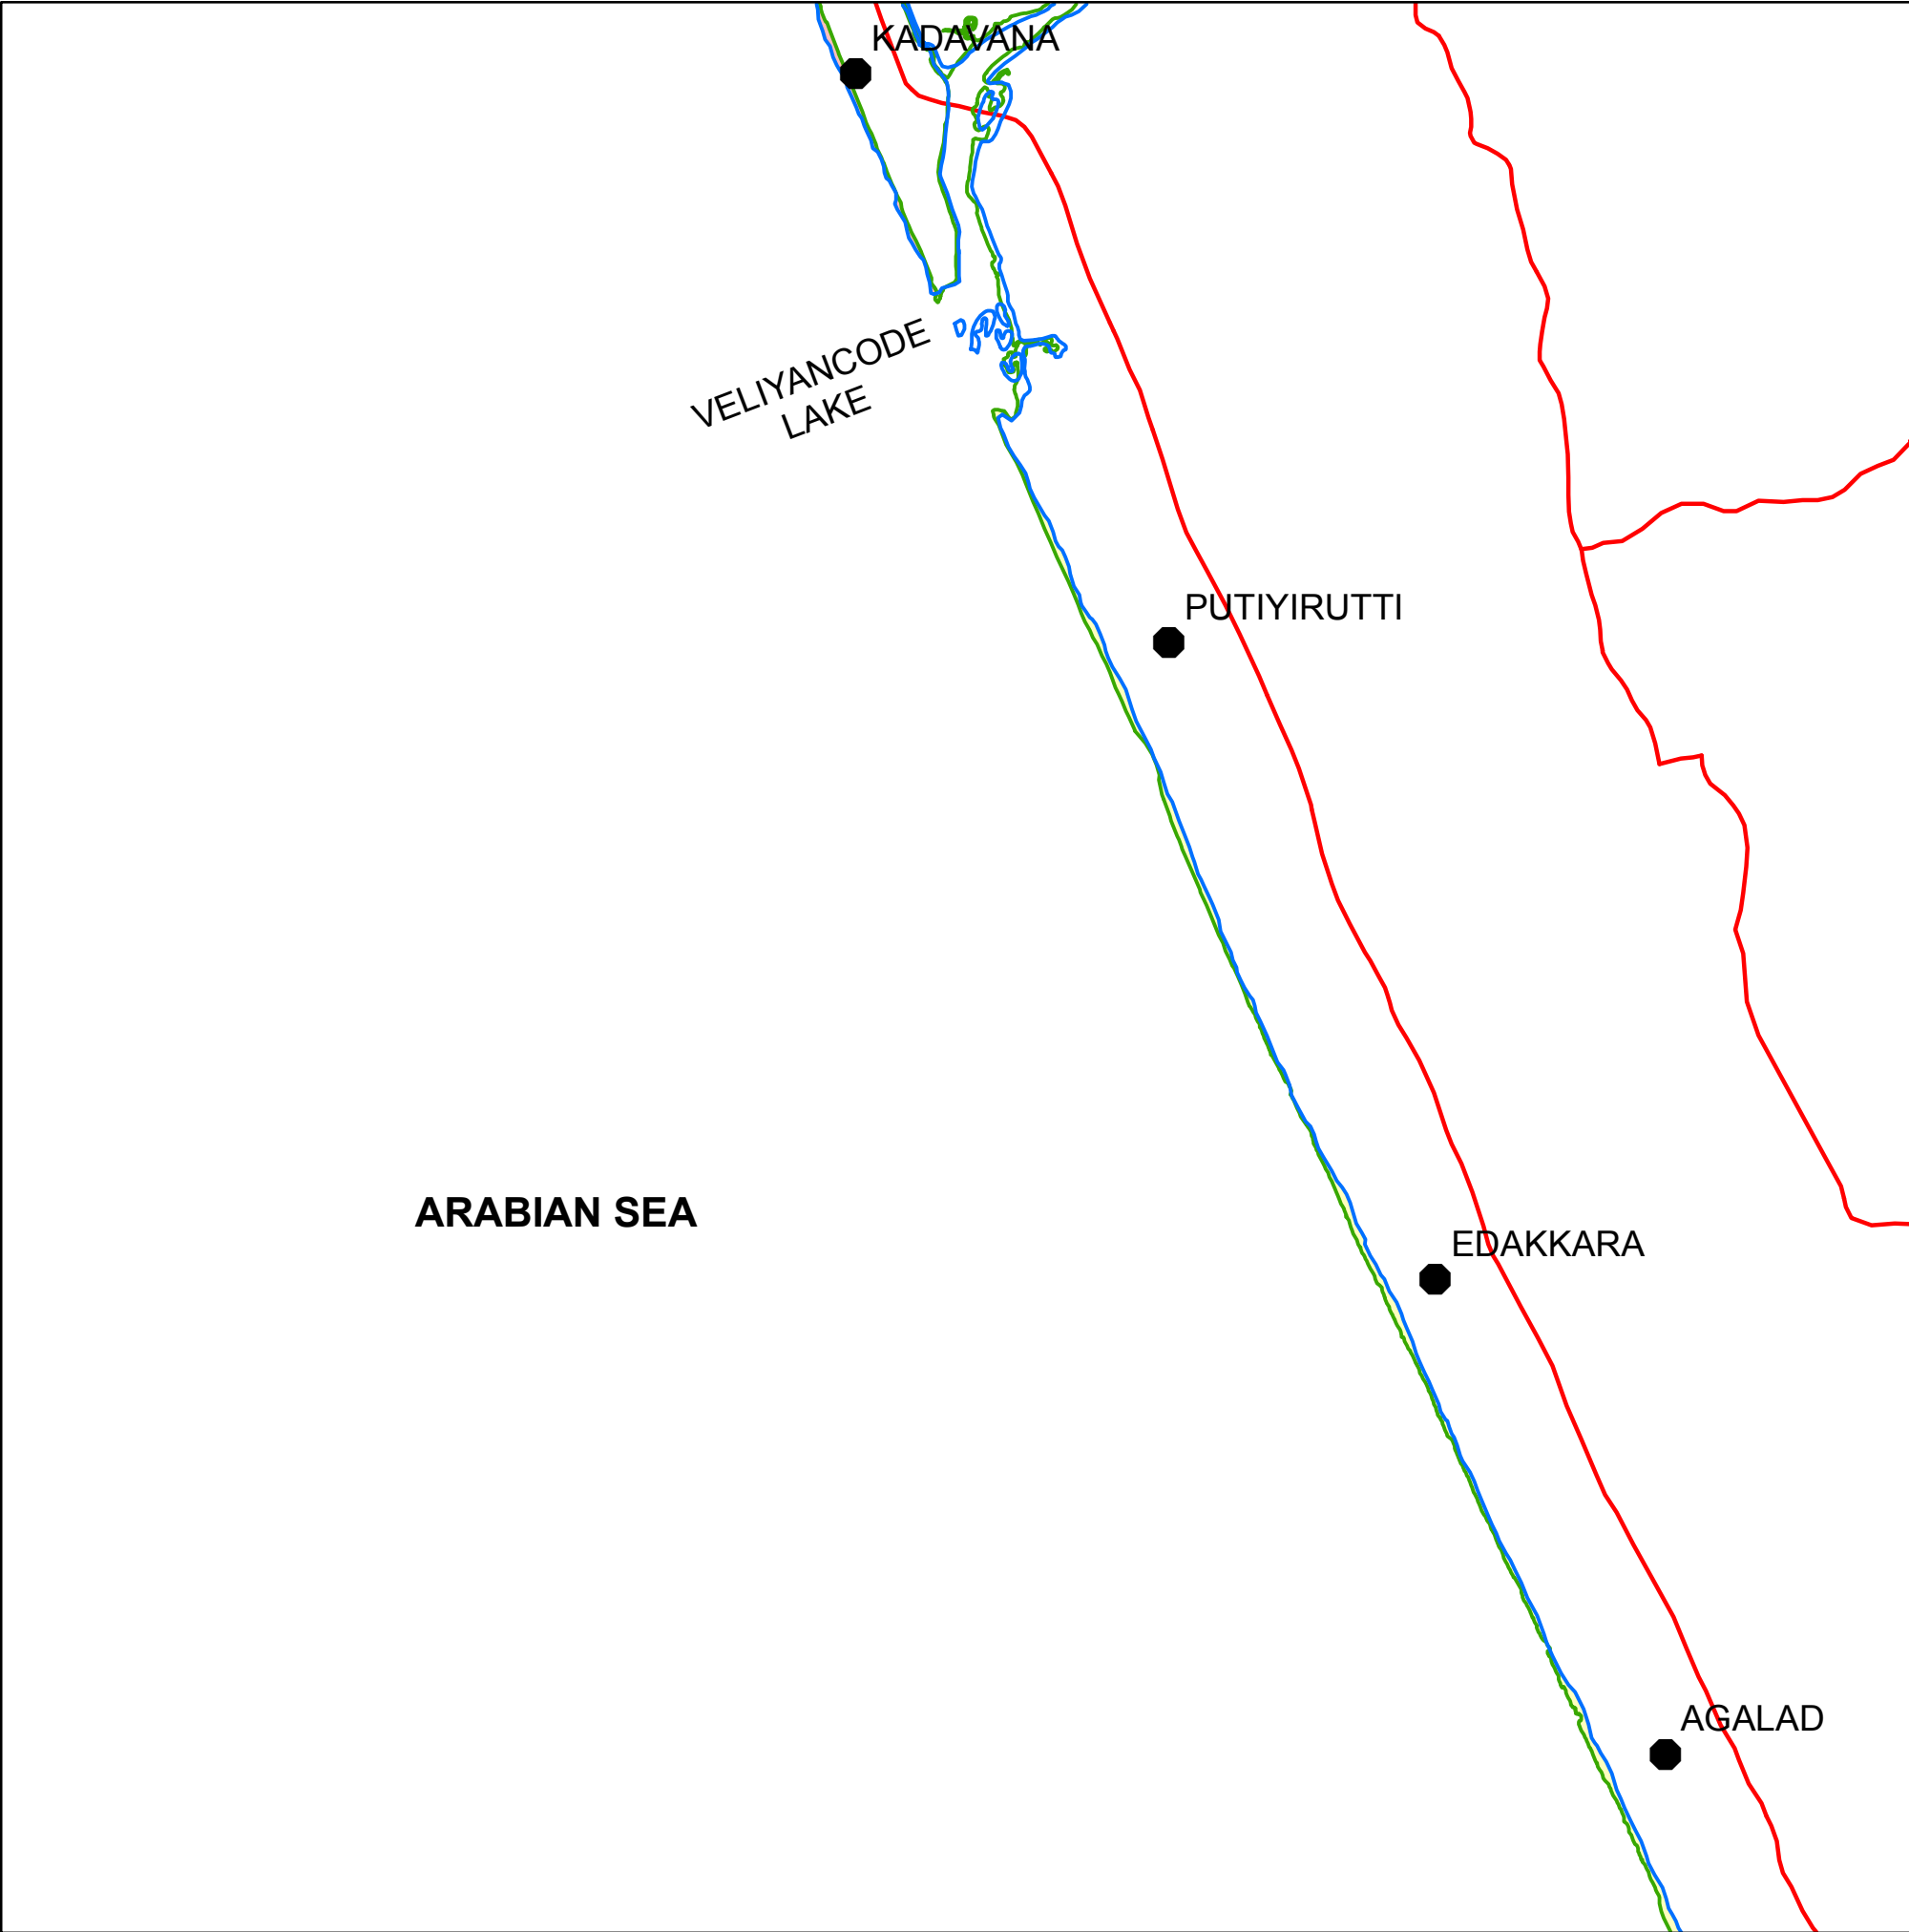 KADAVANA
VELIYANCODE
LAKE
PUTIYIRUTTI
ARABIAN SEA
EDAKKARA
AGALAD